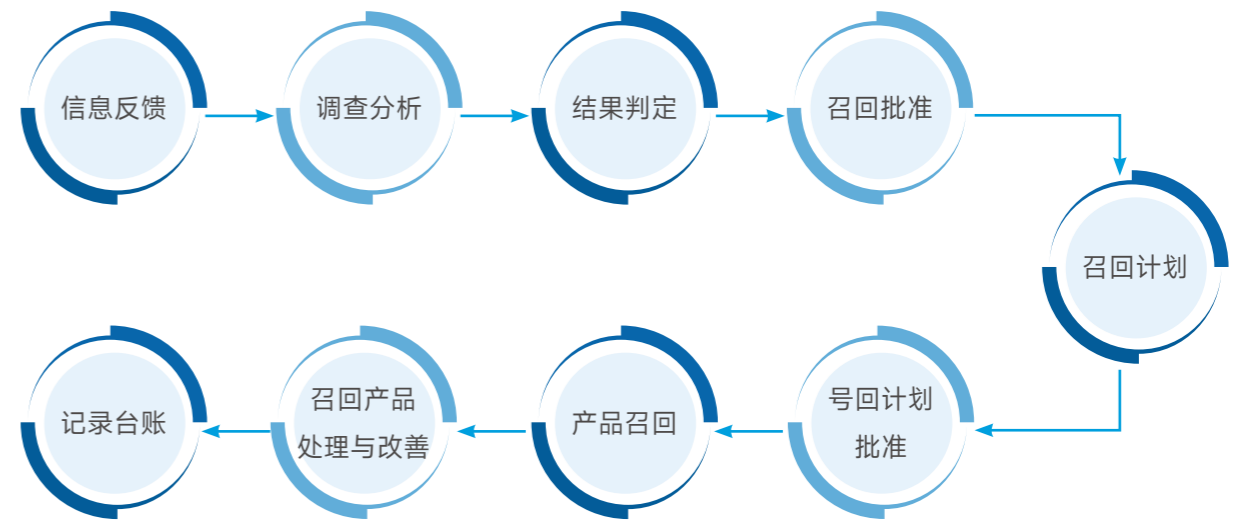 信息反馈
调查分析
结果判定
召回批准
召回计划
号回计划
批准
产品召回
召回产品
处理与改善
记录台账